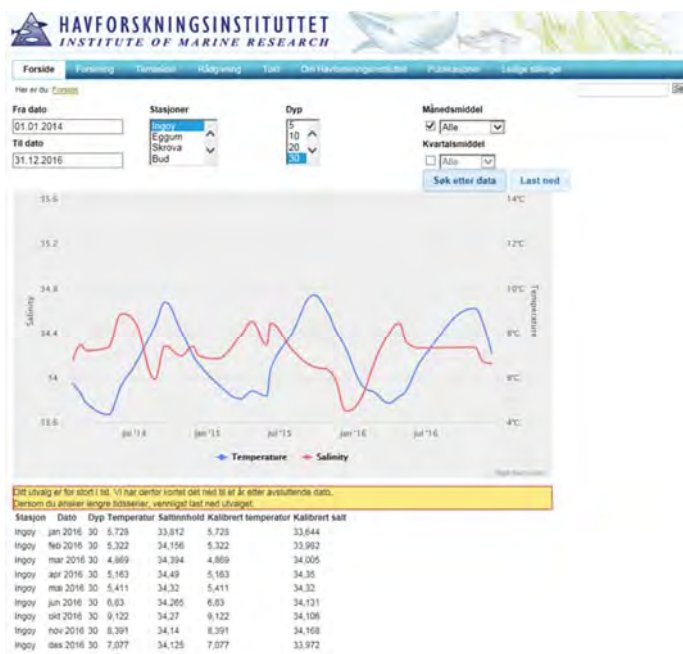 HAVFORSKNINGSINSTITUTTET
INSTITUTE OF MARINE RESEARCH
Forside Forskning Rådgivning Tokt Om Havforskningsinstituttet Publikasjoner Ledige stillinger
Her er du: Forside
Fra dato Stasjoner Dyp Månedsmiddel
01.01.2014 Ingoy 5 Alle
Til dato Eggum 10 Kvartalsmiddel
31.12.2016 Skrova 20 Alle
Bud 30
Søk etter data Last ned
35.6 14°C
35.2 12°C
34.8 10°C
34.4 8°C
34 6°C
33.6 4°C
Salinity
Temperature
jul '14 jan '15 jul '15 jan '16 jul '16
Temperature Salinity
Ditt utvalg er for stort i tid. Vi har derfor kortet det ned til et år etter avsluttende dato.
Dersom du ønsker lengre tidsserier, vennligst last ned utvalget.
Stasjon Dato Dyp Temperatur Saltinnhold Kalibrert temperatur Kalibrert salt
Ingoy jan 2016 30 5,728 33,812 5,728 33,644
Ingoy feb 2016 30 5,322 34,156 5,322 33,982
Ingoy mar 2016 30 4,869 34,394 4,869 34,005
Ingoy apr 2016 30 5,163 34,49 5,163 34,35
Ingoy mai 2016 30 5,411 34,32 5,411 34,32
Ingoy jun 2016 30 6,63 34,265 6,63 34,131
Ingoy okt 2016 30 9,122 34,27 9,122 34,106
Ingoy nov 2016 30 8,391 34,14 8,391 34,168
Ingoy des 2016 30 7,077 34,125 7,077 33,972